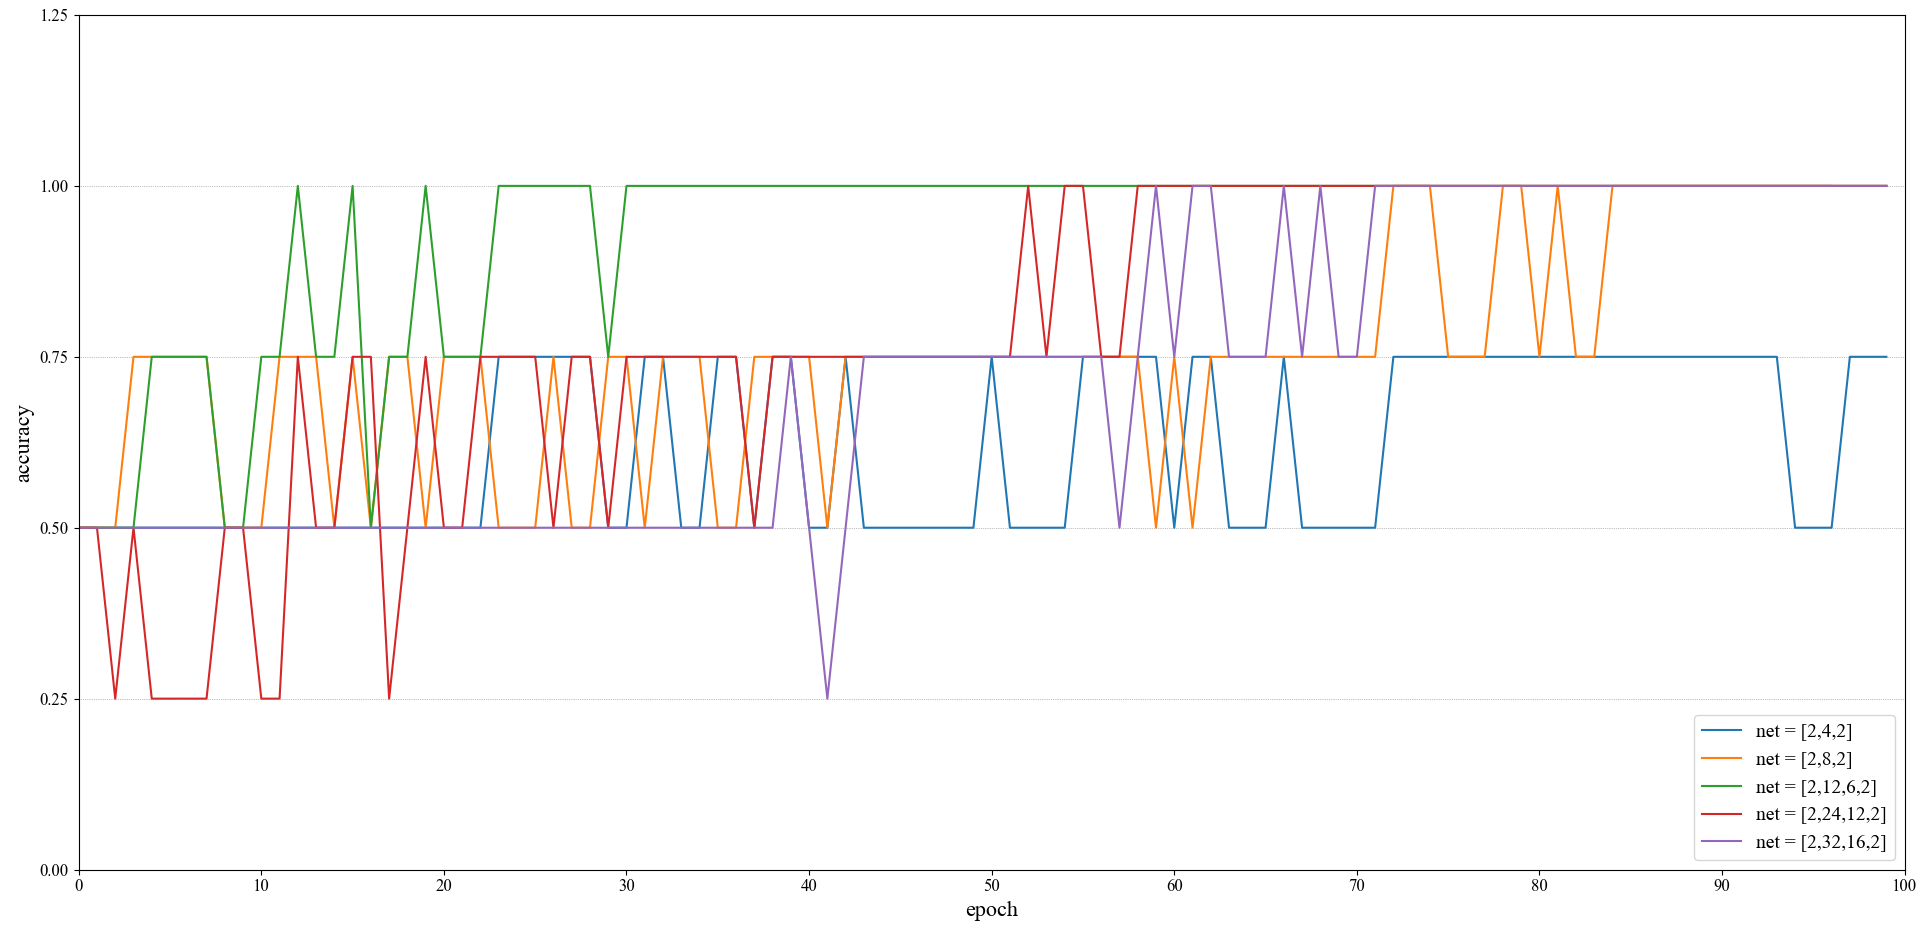 1.25
1.00
0.75
0.50
0.25
0.00
accuracy
0 10 20 30 40 50 60 70 80 90 100
epoch
net = [2,4,2]
net = [2,8,2]
net = [2,12,6,2]
net = [2,24,12,2]
net = [2,32,16,2]